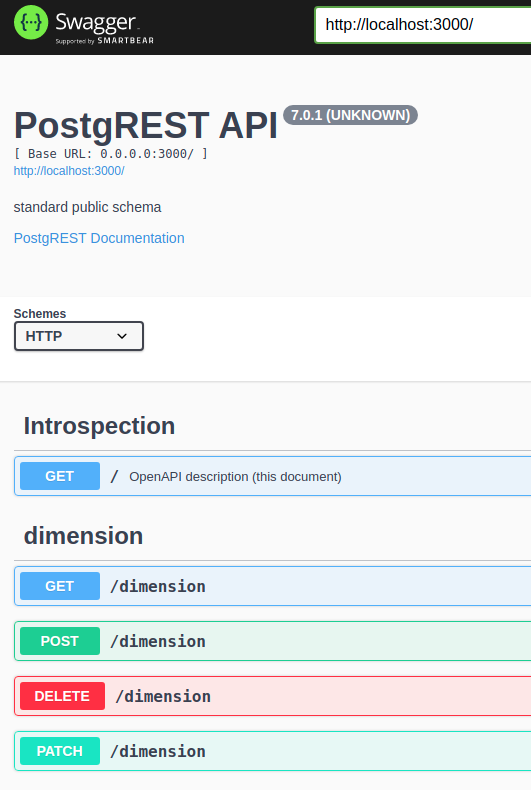 {···} Swagger
Supported by SMARTBEAR
http://localhost:3000/
PostgREST API 7.0.1 (UNKNOWN)
[ Base URL: 0.0.0.0:3000/ ]
http://localhost:3000/
standard public schema
PostgREST Documentation
Schemes
HTTP
Introspection
GET / OpenAPI description (this document)
dimension
GET /dimension
POST /dimension
DELETE /dimension
PATCH /dimension